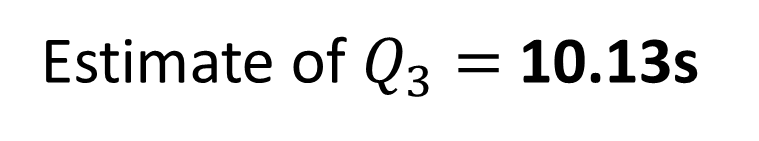 Estimate of Q₃ = 10.13s